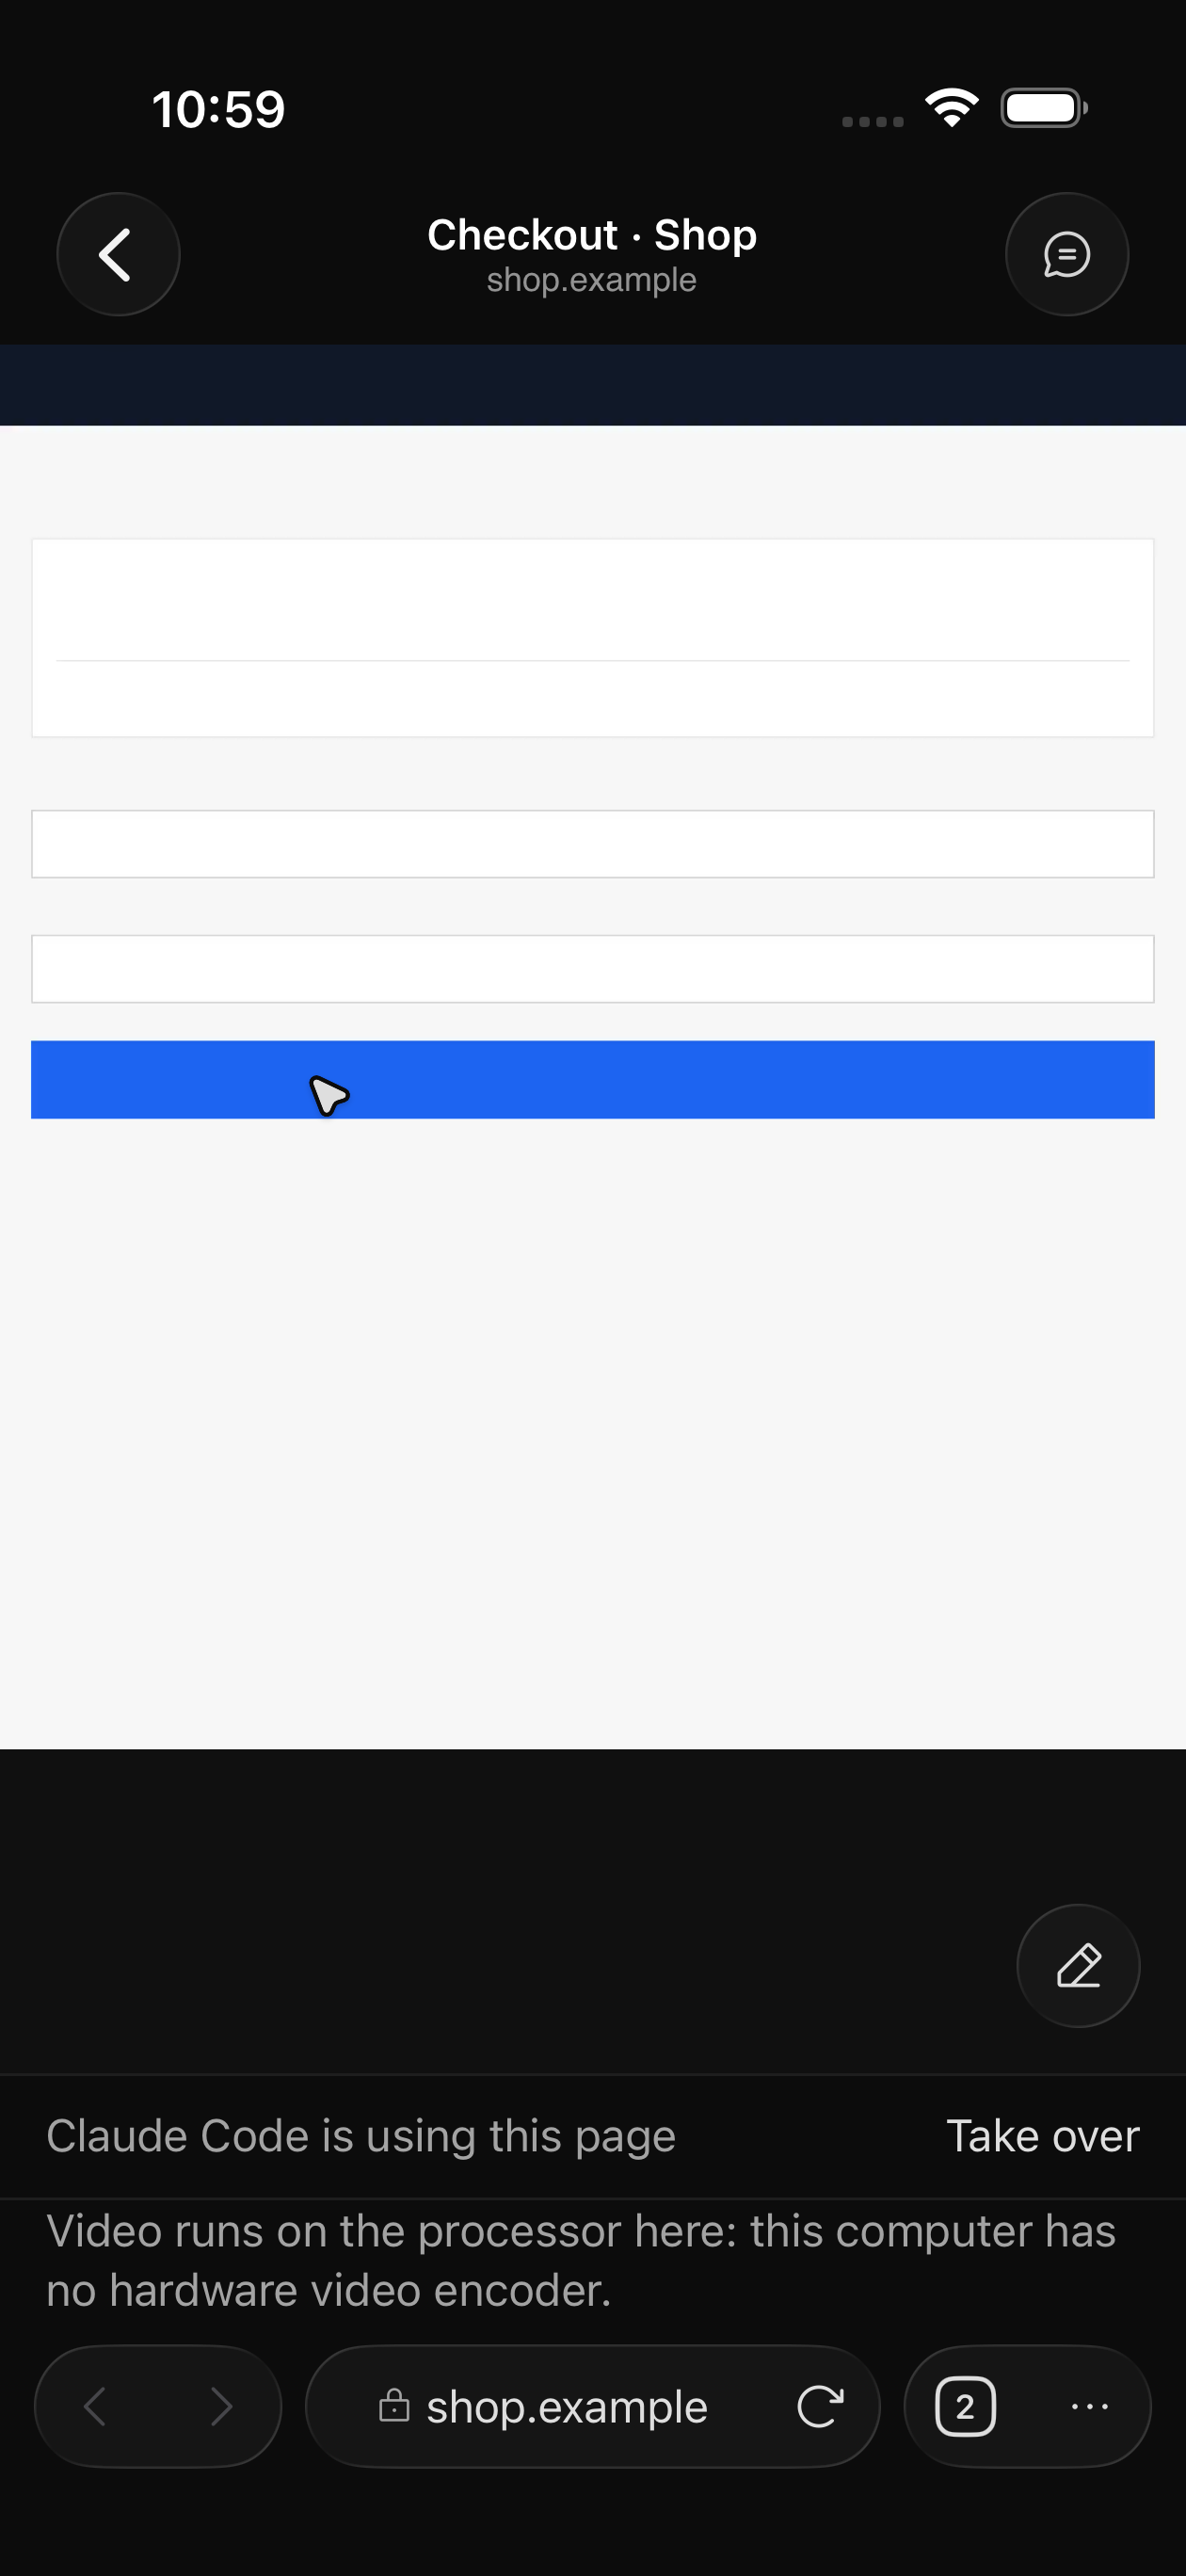 10:59
Checkout · Shop
shop.example
Claude Code is using this page
Take over
Video runs on the processor here: this computer has
no hardware video encoder.
shop.example
2